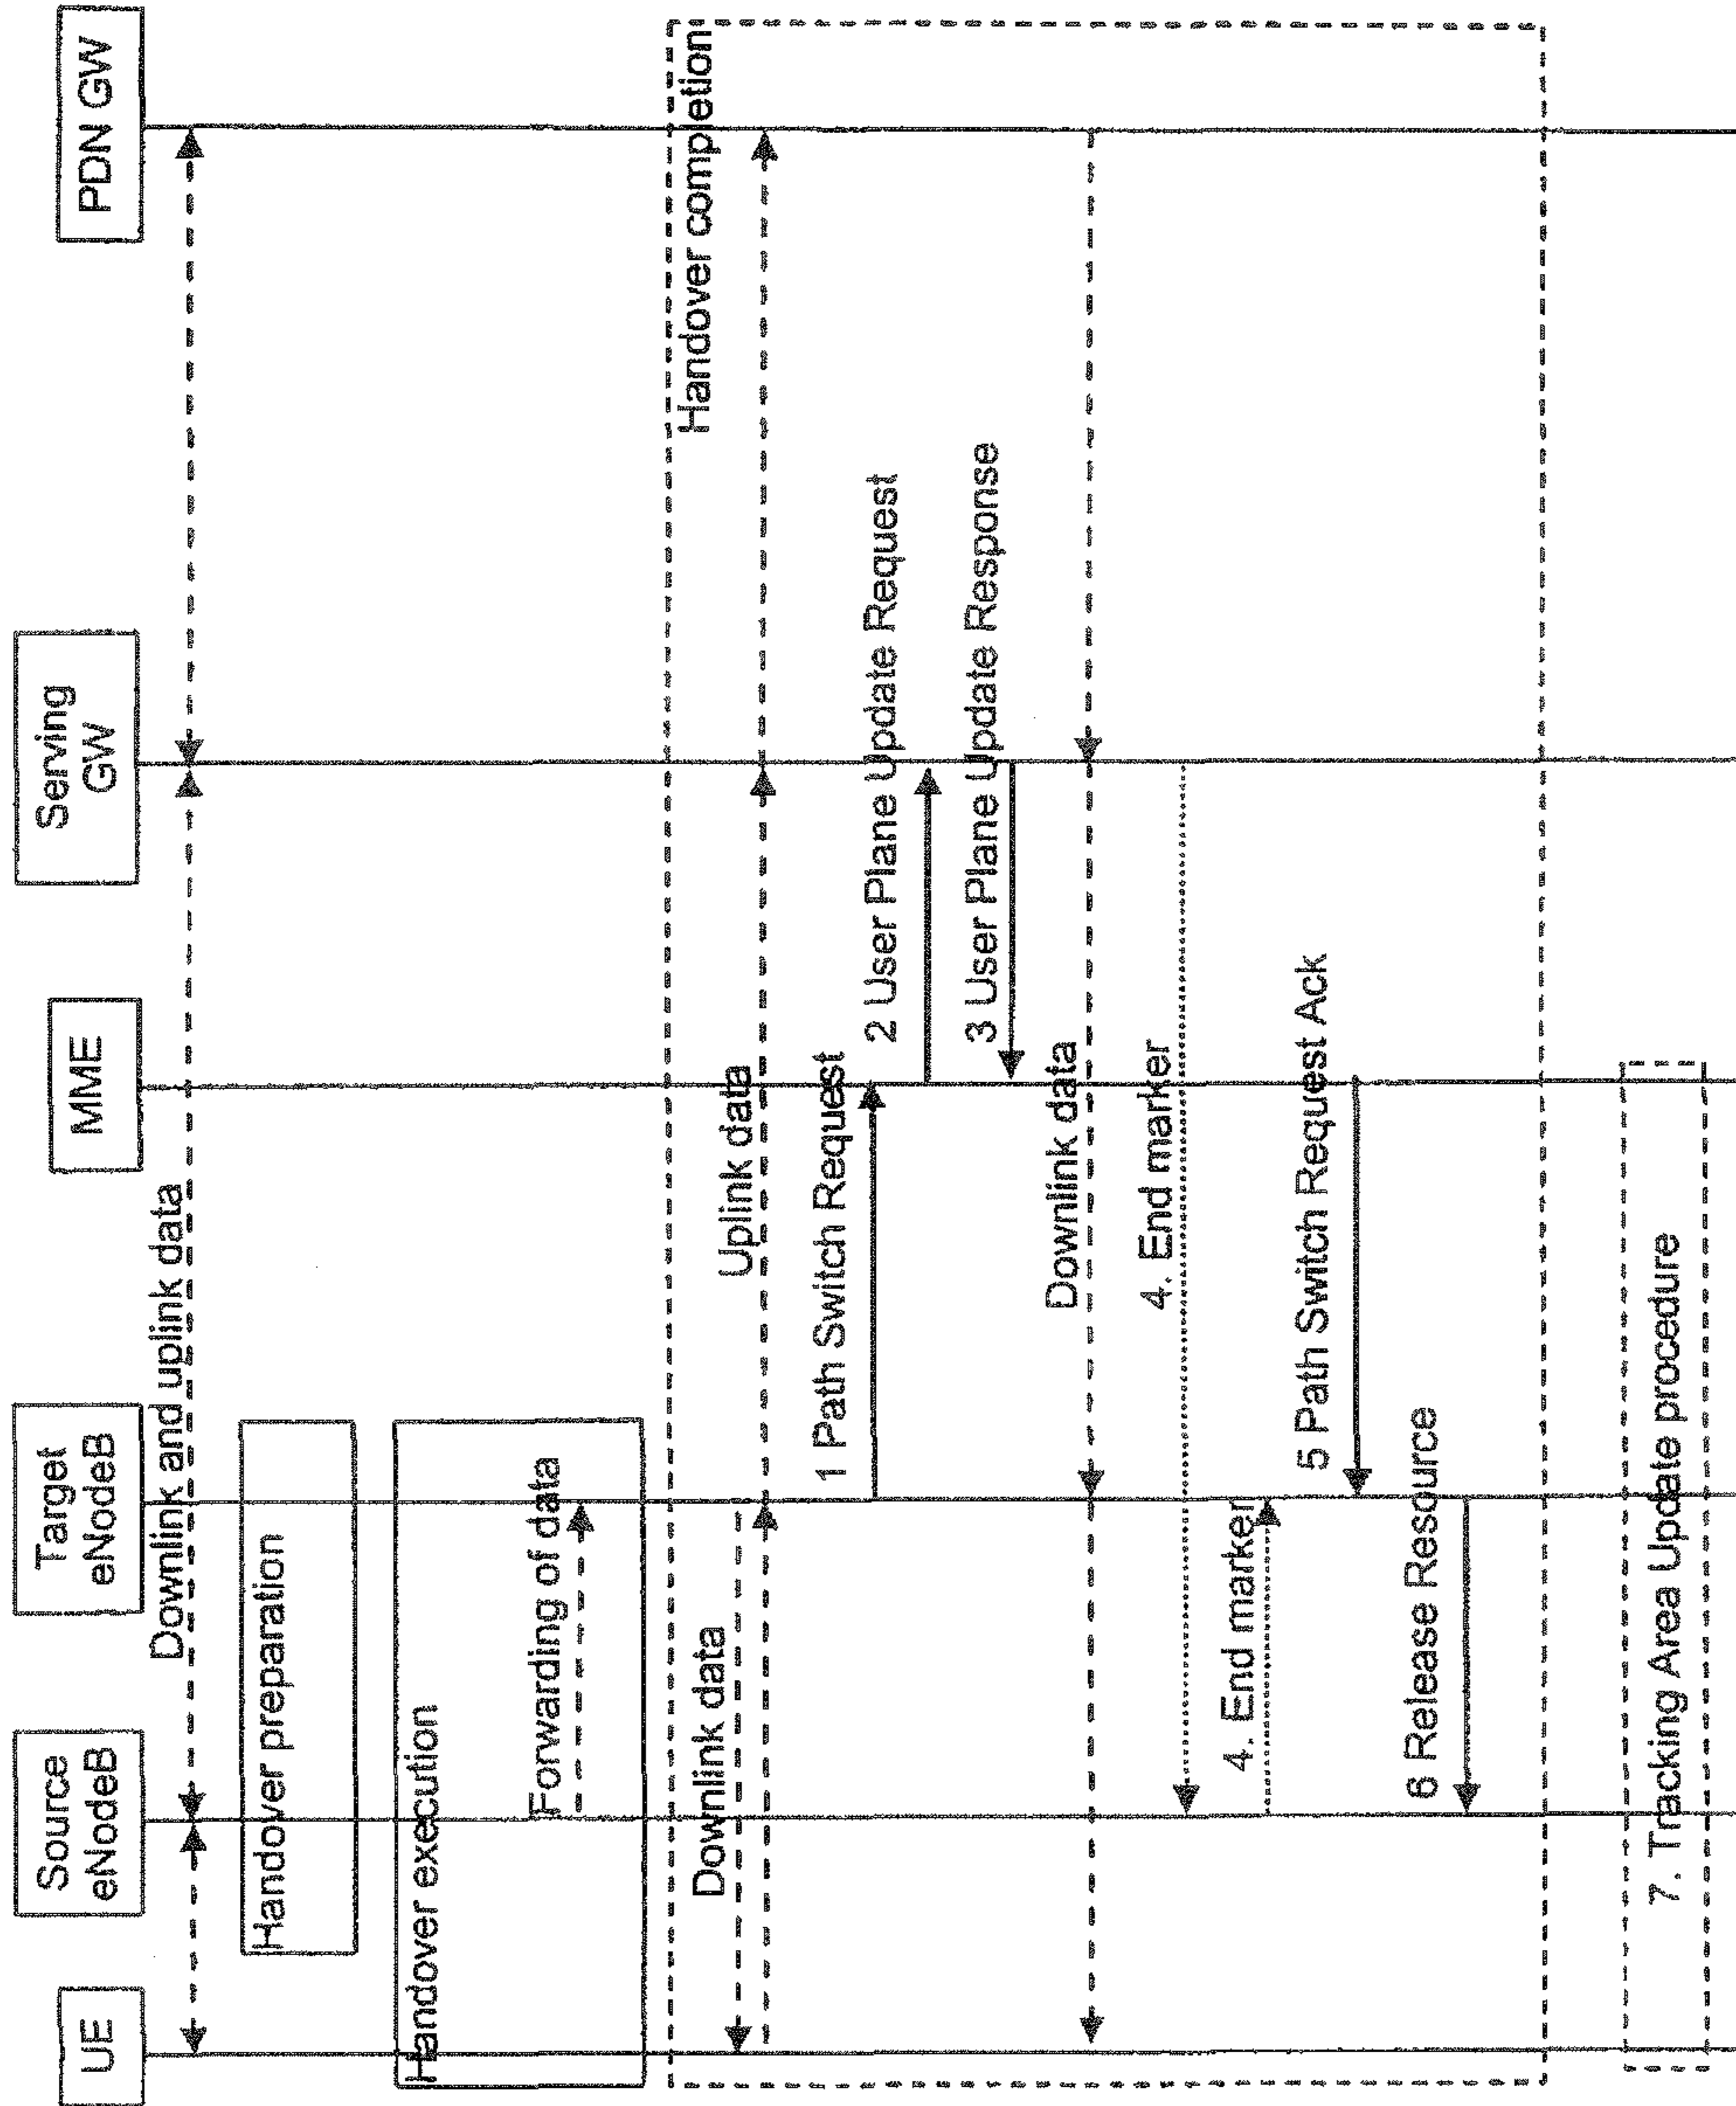 UE
Source
eNodeB
Target
eNodeB
MME
Serving
GW
PDN GW
Downlink and uplink data
Handover preparation
Handover execution
Forwarding of data
Handover completion
Downlink data
Uplink data
1 Path Switch Request
2 User Plane Update Request
3 User Plane Update Response
Downlink data
4. End marker
4. End marker
5 Path Switch Request Ack
6 Release Resource
7. Tracking Area Update procedure